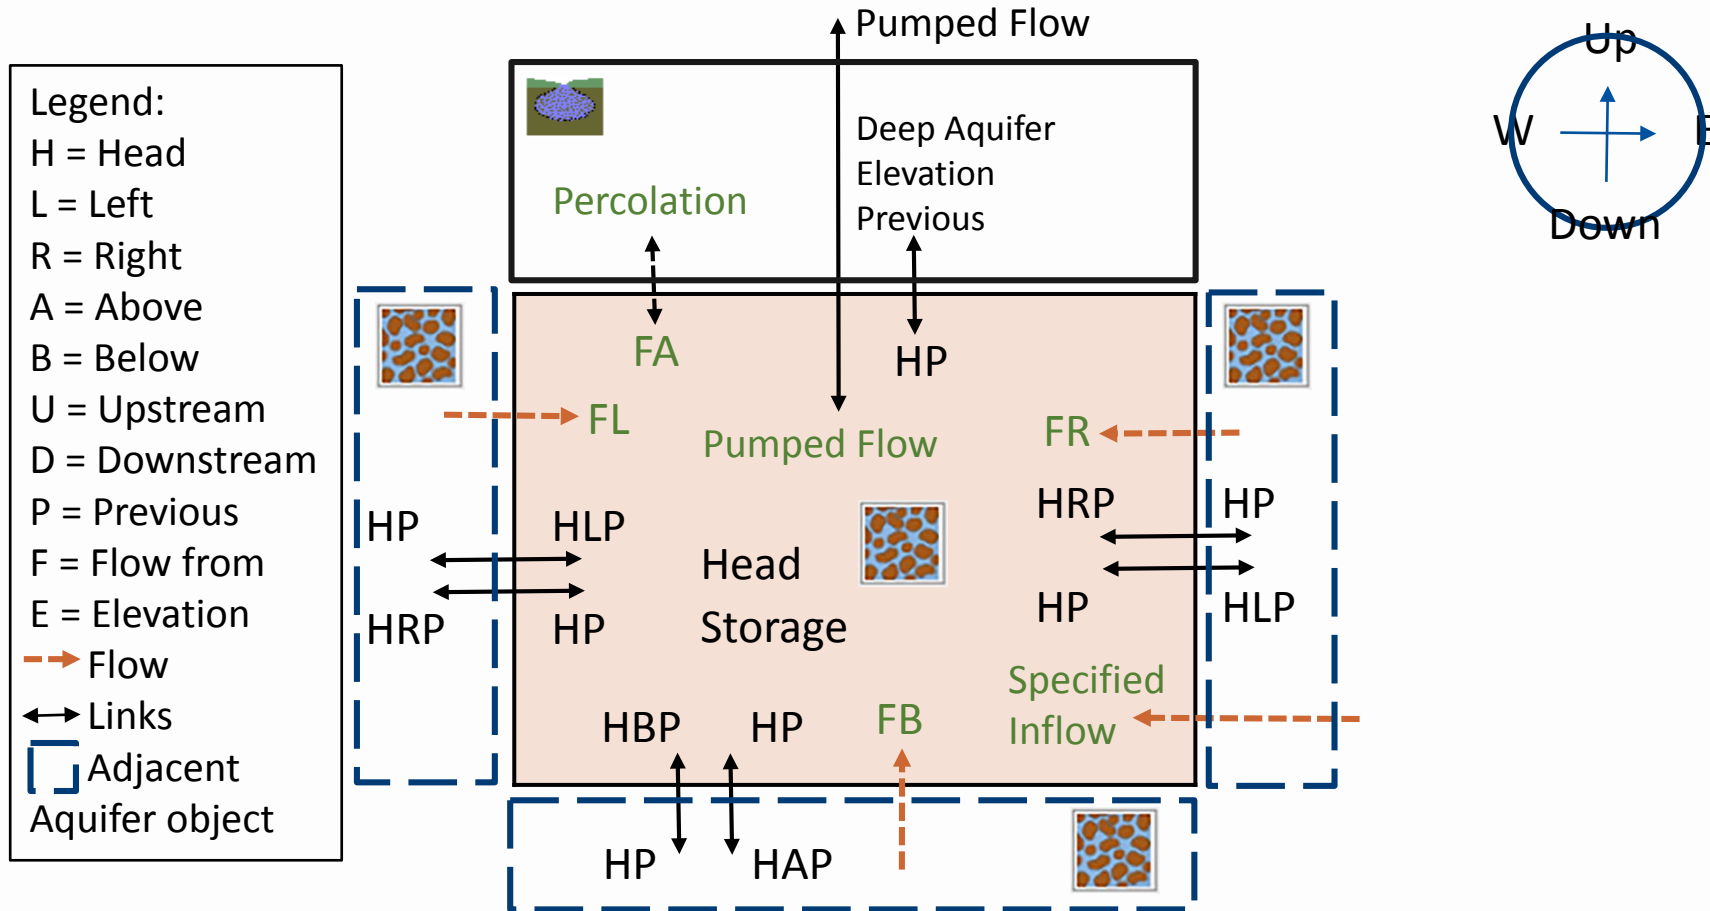 Pumped Flow
Up
W
E
Down
Legend:
H = Head
L = Left
R = Right
A = Above
B = Below
U = Upstream
D = Downstream
P = Previous
F = Flow from
E = Elevation
Flow
Links
Adjacent
Aquifer object
Deep Aquifer
Elevation
Previous
Percolation
FA
HP
FL
Pumped Flow
FR
HP
HLP
HRP
HP
Head
Storage
HRP
HP
HP
HLP
Specified
Inflow
HBP
HP
FB
HP
HAP